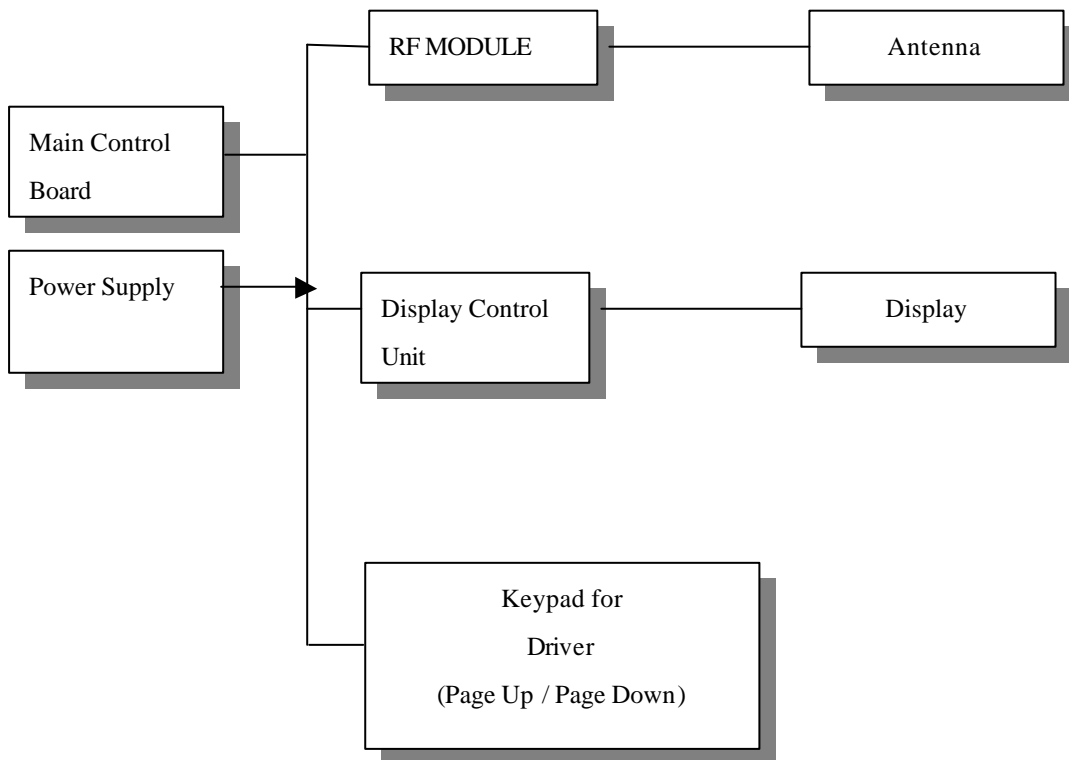 RF MODULE
Antenna
Main Control
Board
Power Supply
Display Control
Unit
Display
Keypad for
Driver
(Page Up / Page Down)